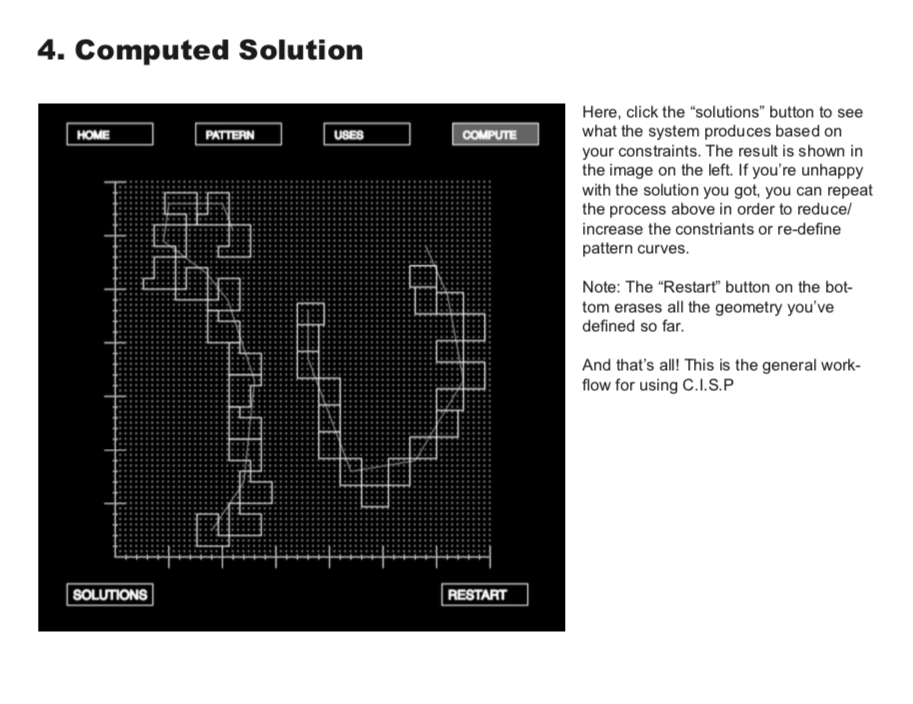 4. Computed Solution
HOME
PATTERN
USES
COMPUTE
SOLUTIONS
RESTART
Here, click the “solutions” button to see
what the system produces based on
your constraints. The result is shown in
the image on the left. If you’re unhappy
with the solution you got, you can repeat
the process above in order to reduce/
increase the constriants or re-define
pattern curves.
Note: The “Restart” button on the bot-
tom erases all the geometry you’ve
defined so far.
And that’s all! This is the general work-
flow for using C.I.S.P